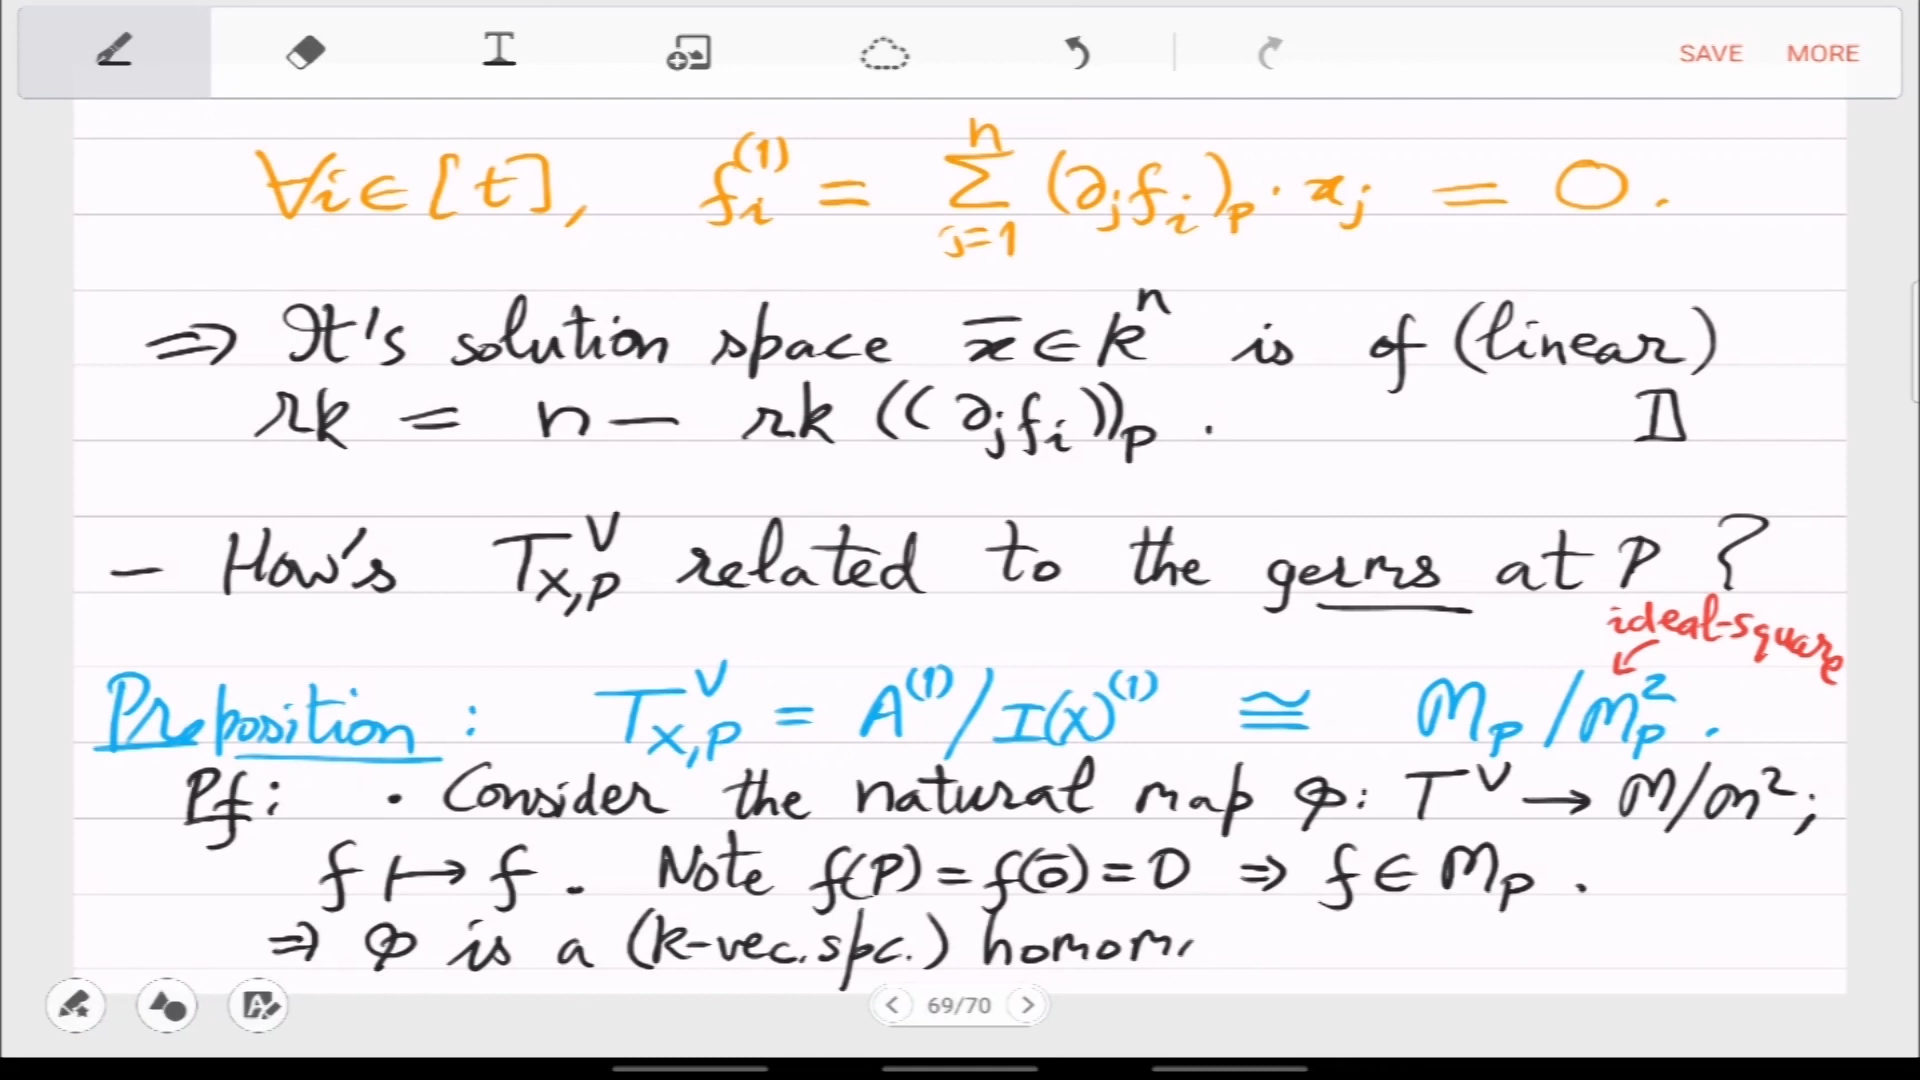 SAVE MORE
∀i∈[t], f_i^(1) = Σ_{j=1}^n (∂_j f_i)_p · x_j = 0.
⇒ It's solution space x̄∈k^n is of (linear)
rk = n − rk ((∂_j f_i))_p .
− How's T^∨_{X,P} related to the germs at P ?
ideal-square
Proposition : T^∨_{X,P} = A^(1)/I(X)^(1) ≅ m_p/m_p^2 .
Pf: • Consider the natural map φ: T^∨ → m/m^2;
f ↦ f . Note f(P) = f(0̄) = 0 ⇒ f ∈ m_p .
⇒ φ is a (k-vec.spc.) homom
69/70